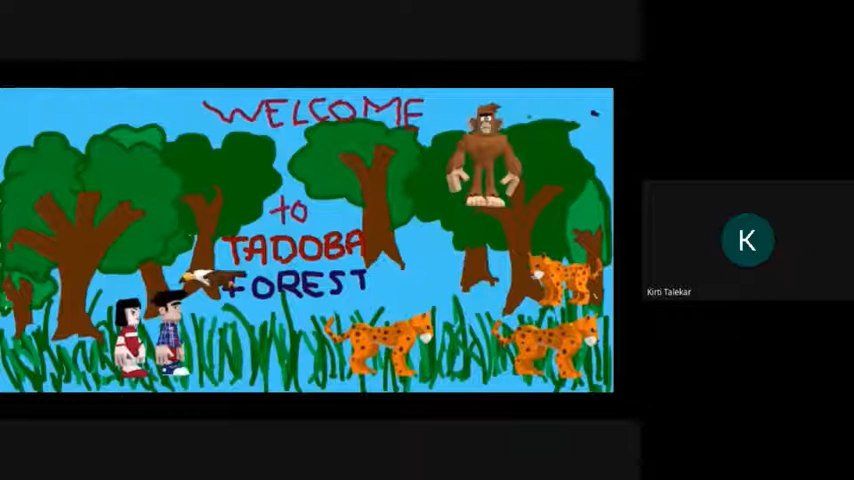 WELCOME
to
TADOBA
FOREST
K
Kirti Talekar